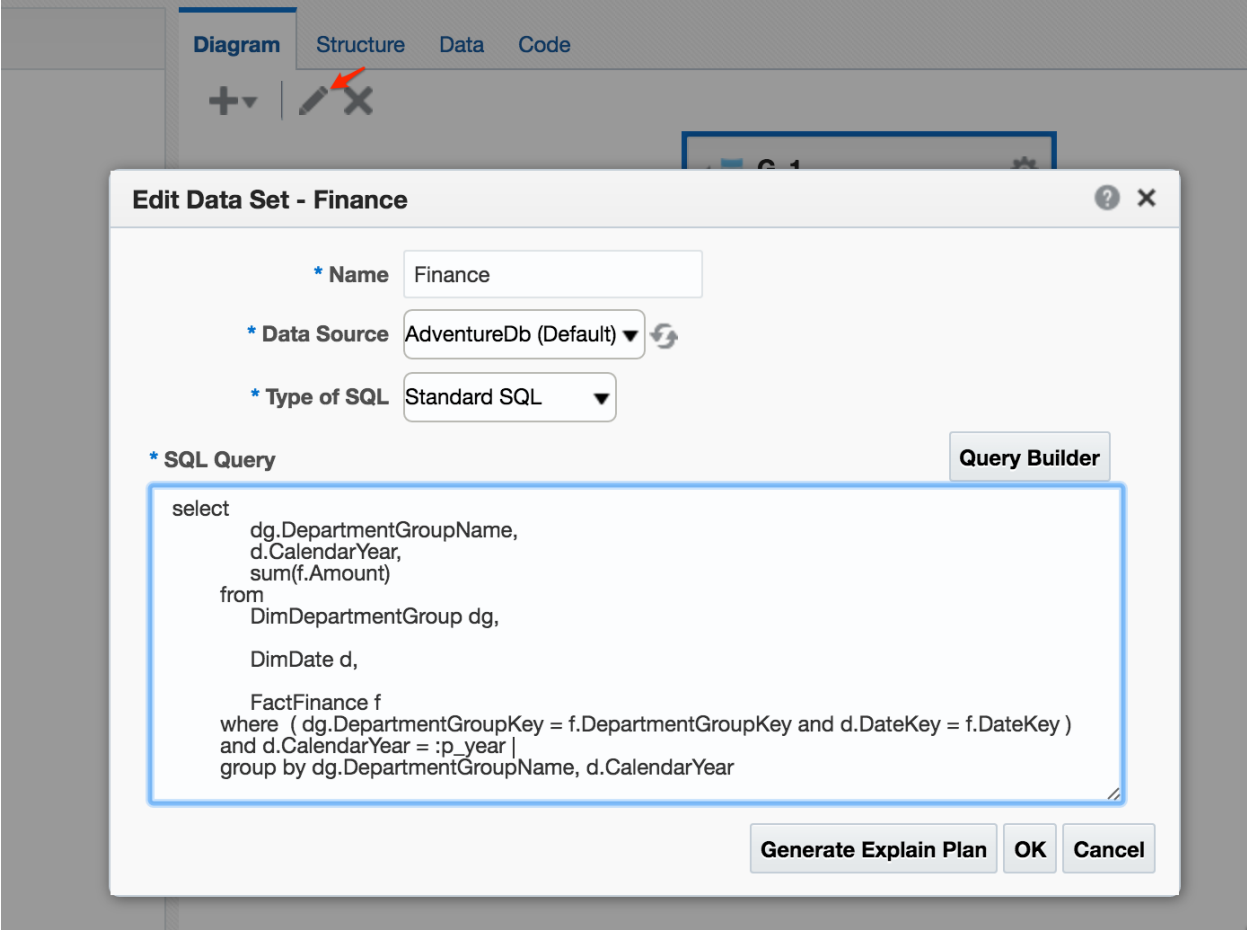 Diagram Structure Data Code
G_1
Edit Data Set - Finance
* Name Finance
* Data Source AdventureDb (Default)
* Type of SQL Standard SQL
* SQL Query Query Builder
select
dg.DepartmentGroupName,
d.CalendarYear,
sum(f.Amount)
from
DimDepartmentGroup dg,
DimDate d,
FactFinance f
where ( dg.DepartmentGroupKey = f.DepartmentGroupKey and d.DateKey = f.DateKey )
and d.CalendarYear = :p_year
group by dg.DepartmentGroupName, d.CalendarYear
Generate Explain Plan OK Cancel